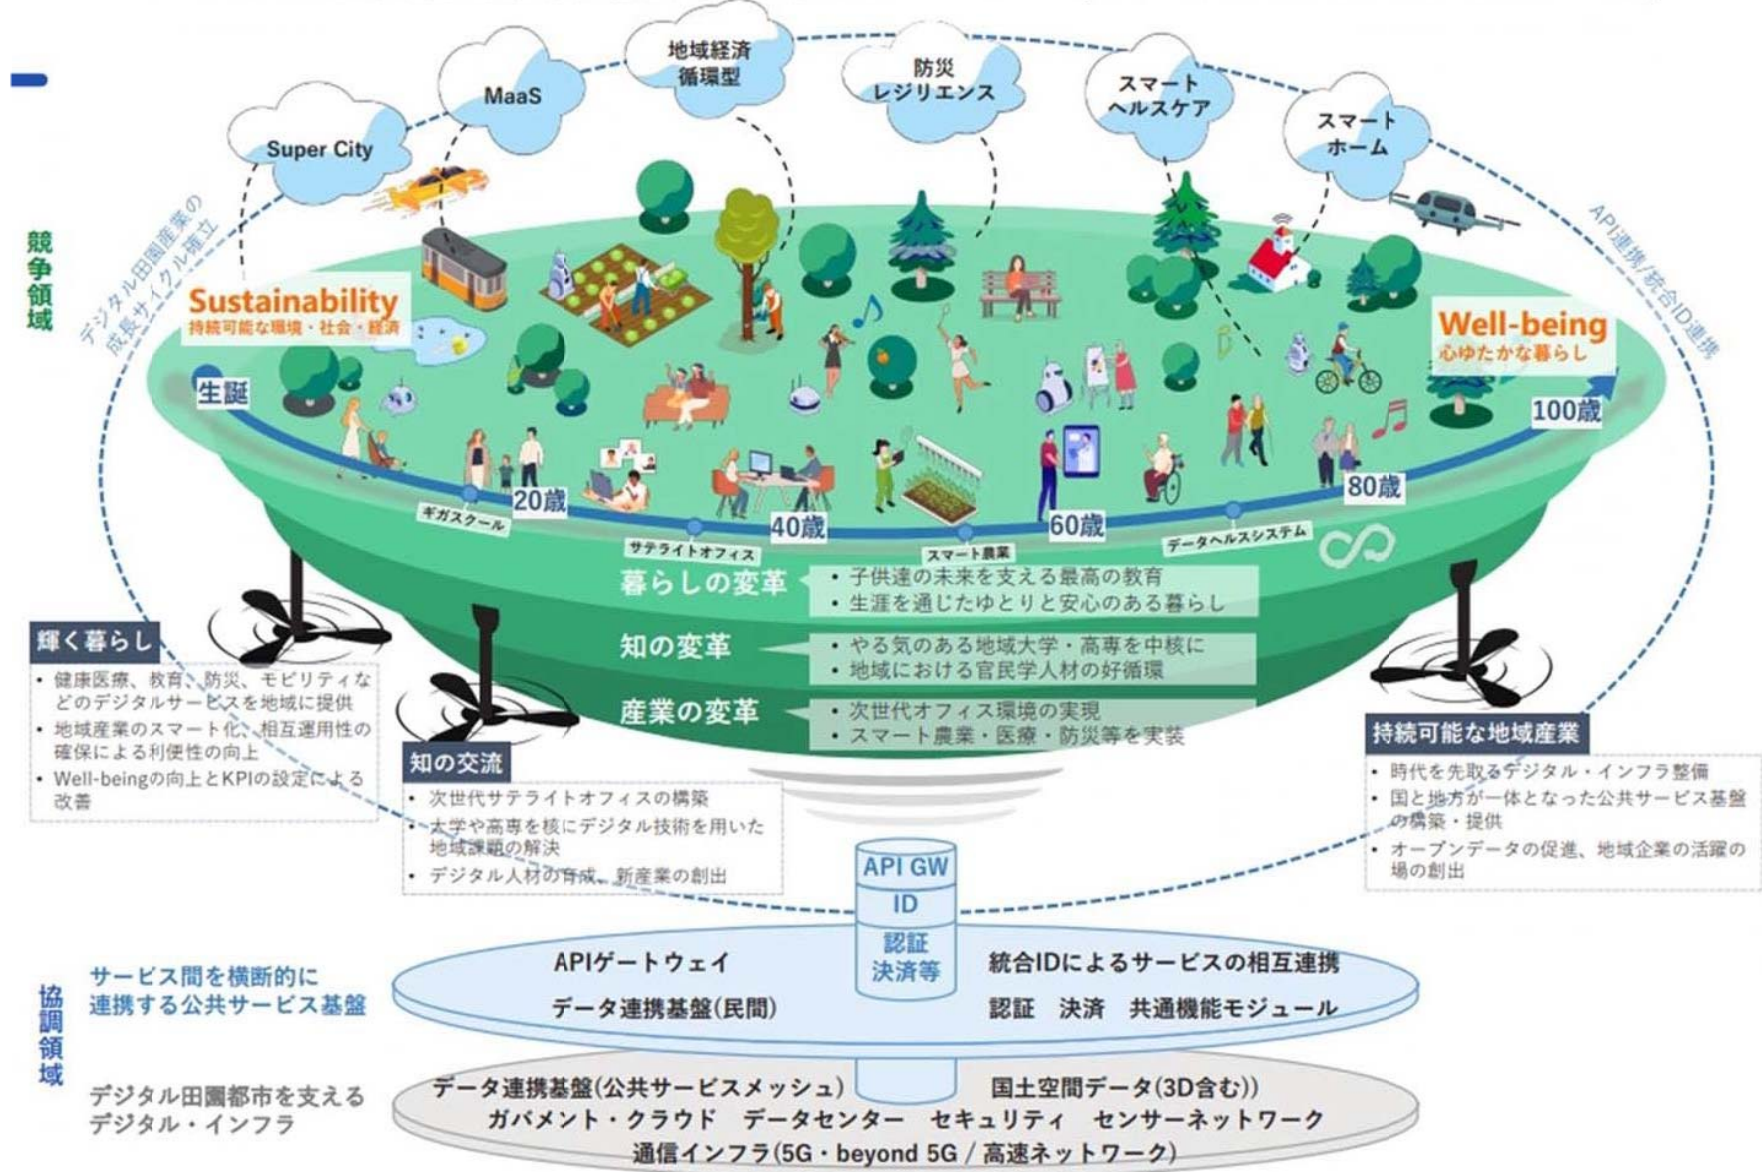 Super City
MaaS
地域経済
循環型
防災
レジリエンス
スマート
ヘルスケア
スマート
ホーム
競争領域
デジタル田園産業の
成長サイクル確立
API連携/統合ID連携
Sustainability
持続可能な環境・社会・経済
Well-being
心ゆたかな暮らし
生誕
20歳
40歳
60歳
80歳
100歳
ギガスクール
サテライトオフィス
スマート農業
データヘルスシステム
暮らしの変革
・子供達の未来を支える最高の教育
・生涯を通じたゆとりと安心のある暮らし
知の変革
・やる気のある地域大学・高専を中核に
・地域における官民学人材の好循環
産業の変革
・次世代オフィス環境の実現
・スマート農業・医療・防災等を実装
輝く暮らし
・健康医療、教育、防災、モビリティな
どのデジタルサービスを地域に提供
・地域産業のスマート化、相互運用性の
確保による利便性の向上
・Well-beingの向上とKPIの設定による
改善
知の交流
・次世代サテライトオフィスの構築
・大学や高専を核にデジタル技術を用いた
地域課題の解決
・デジタル人材の育成、新産業の創出
持続可能な地域産業
・時代を先取るデジタル・インフラ整備
・国と地方が一体となった公共サービス基盤
の構築・提供
・オープンデータの促進、地域企業の活躍の
場の創出
API GW
ID
認証
決済等
協調領域
サービス間を横断的に
連携する公共サービス基盤
APIゲートウェイ
統合IDによるサービスの相互連携
データ連携基盤(民間)
認証 決済 共通機能モジュール
デジタル田園都市を支える
デジタル・インフラ
データ連携基盤(公共サービスメッシュ)
国土空間データ(3D含む))
ガバメント・クラウド データセンター セキュリティ センサーネットワーク
通信インフラ(5G・beyond 5G / 高速ネットワーク)